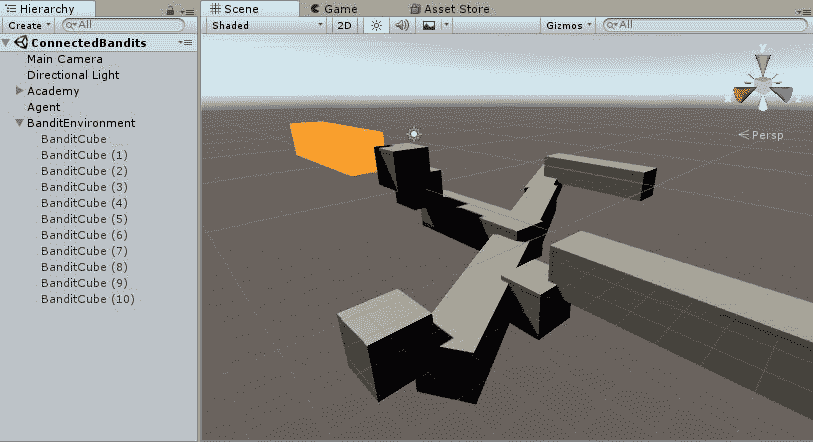 Hierarchy
Create All
ConnectedBandits
Main Camera
Directional Light
Academy
Agent
BanditEnvironment
BanditCube
BanditCube (1)
BanditCube (2)
BanditCube (3)
BanditCube (4)
BanditCube (5)
BanditCube (6)
BanditCube (7)
BanditCube (8)
BanditCube (9)
BanditCube (10)
Scene Game Asset Store
Shaded 2D Gizmos All
y
Persp